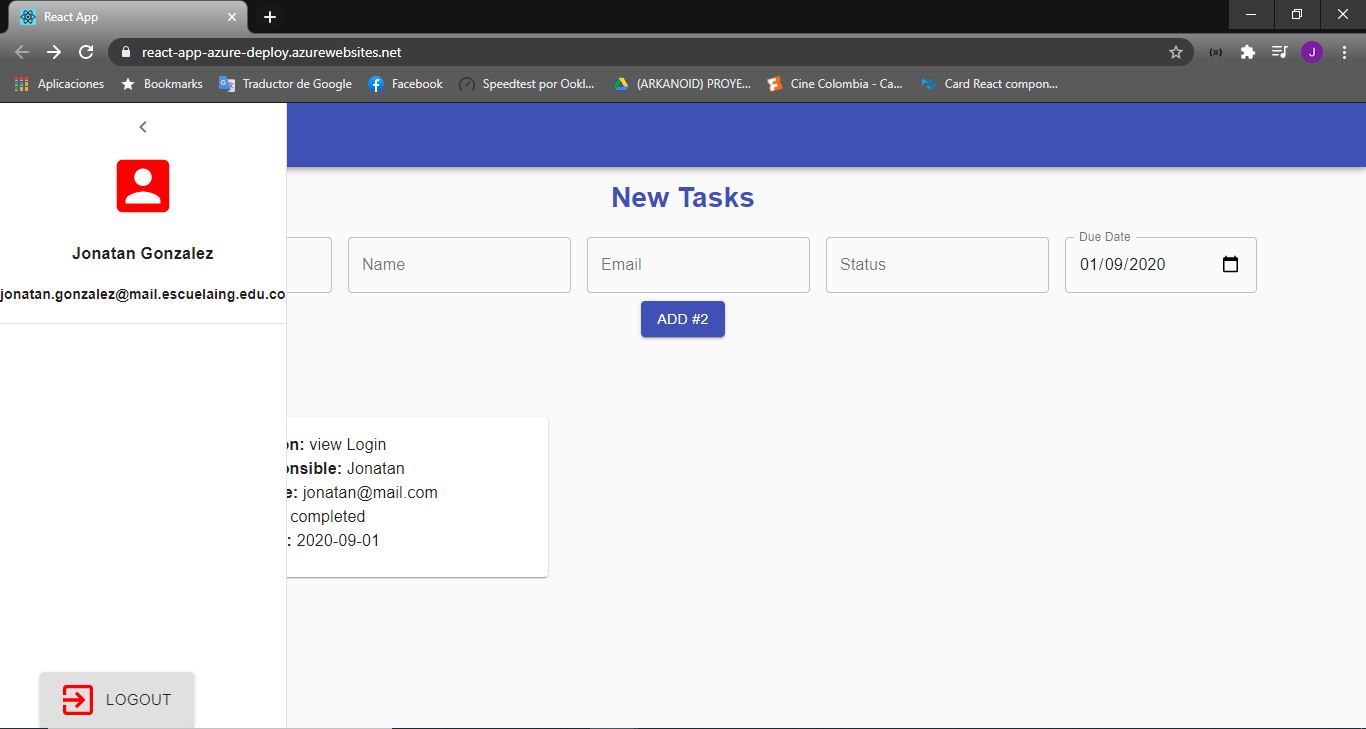 React App
react-app-azure-deploy.azurewebsites.net
J
Aplicaciones
Bookmarks
Traductor de Google
Facebook
Speedtest por Ookl...
(ARKANOID) PROYE...
Cine Colombia - Ca...
Card React compon...
Jonatan Gonzalez
jonatan.gonzalez@mail.escuelaing.edu.co
LOGOUT
New Tasks
Name
Email
Status
Due Date
01/09/2020
ADD #2
on: view Login
onsible: Jonatan
e: jonatan@mail.com
completed
: 2020-09-01